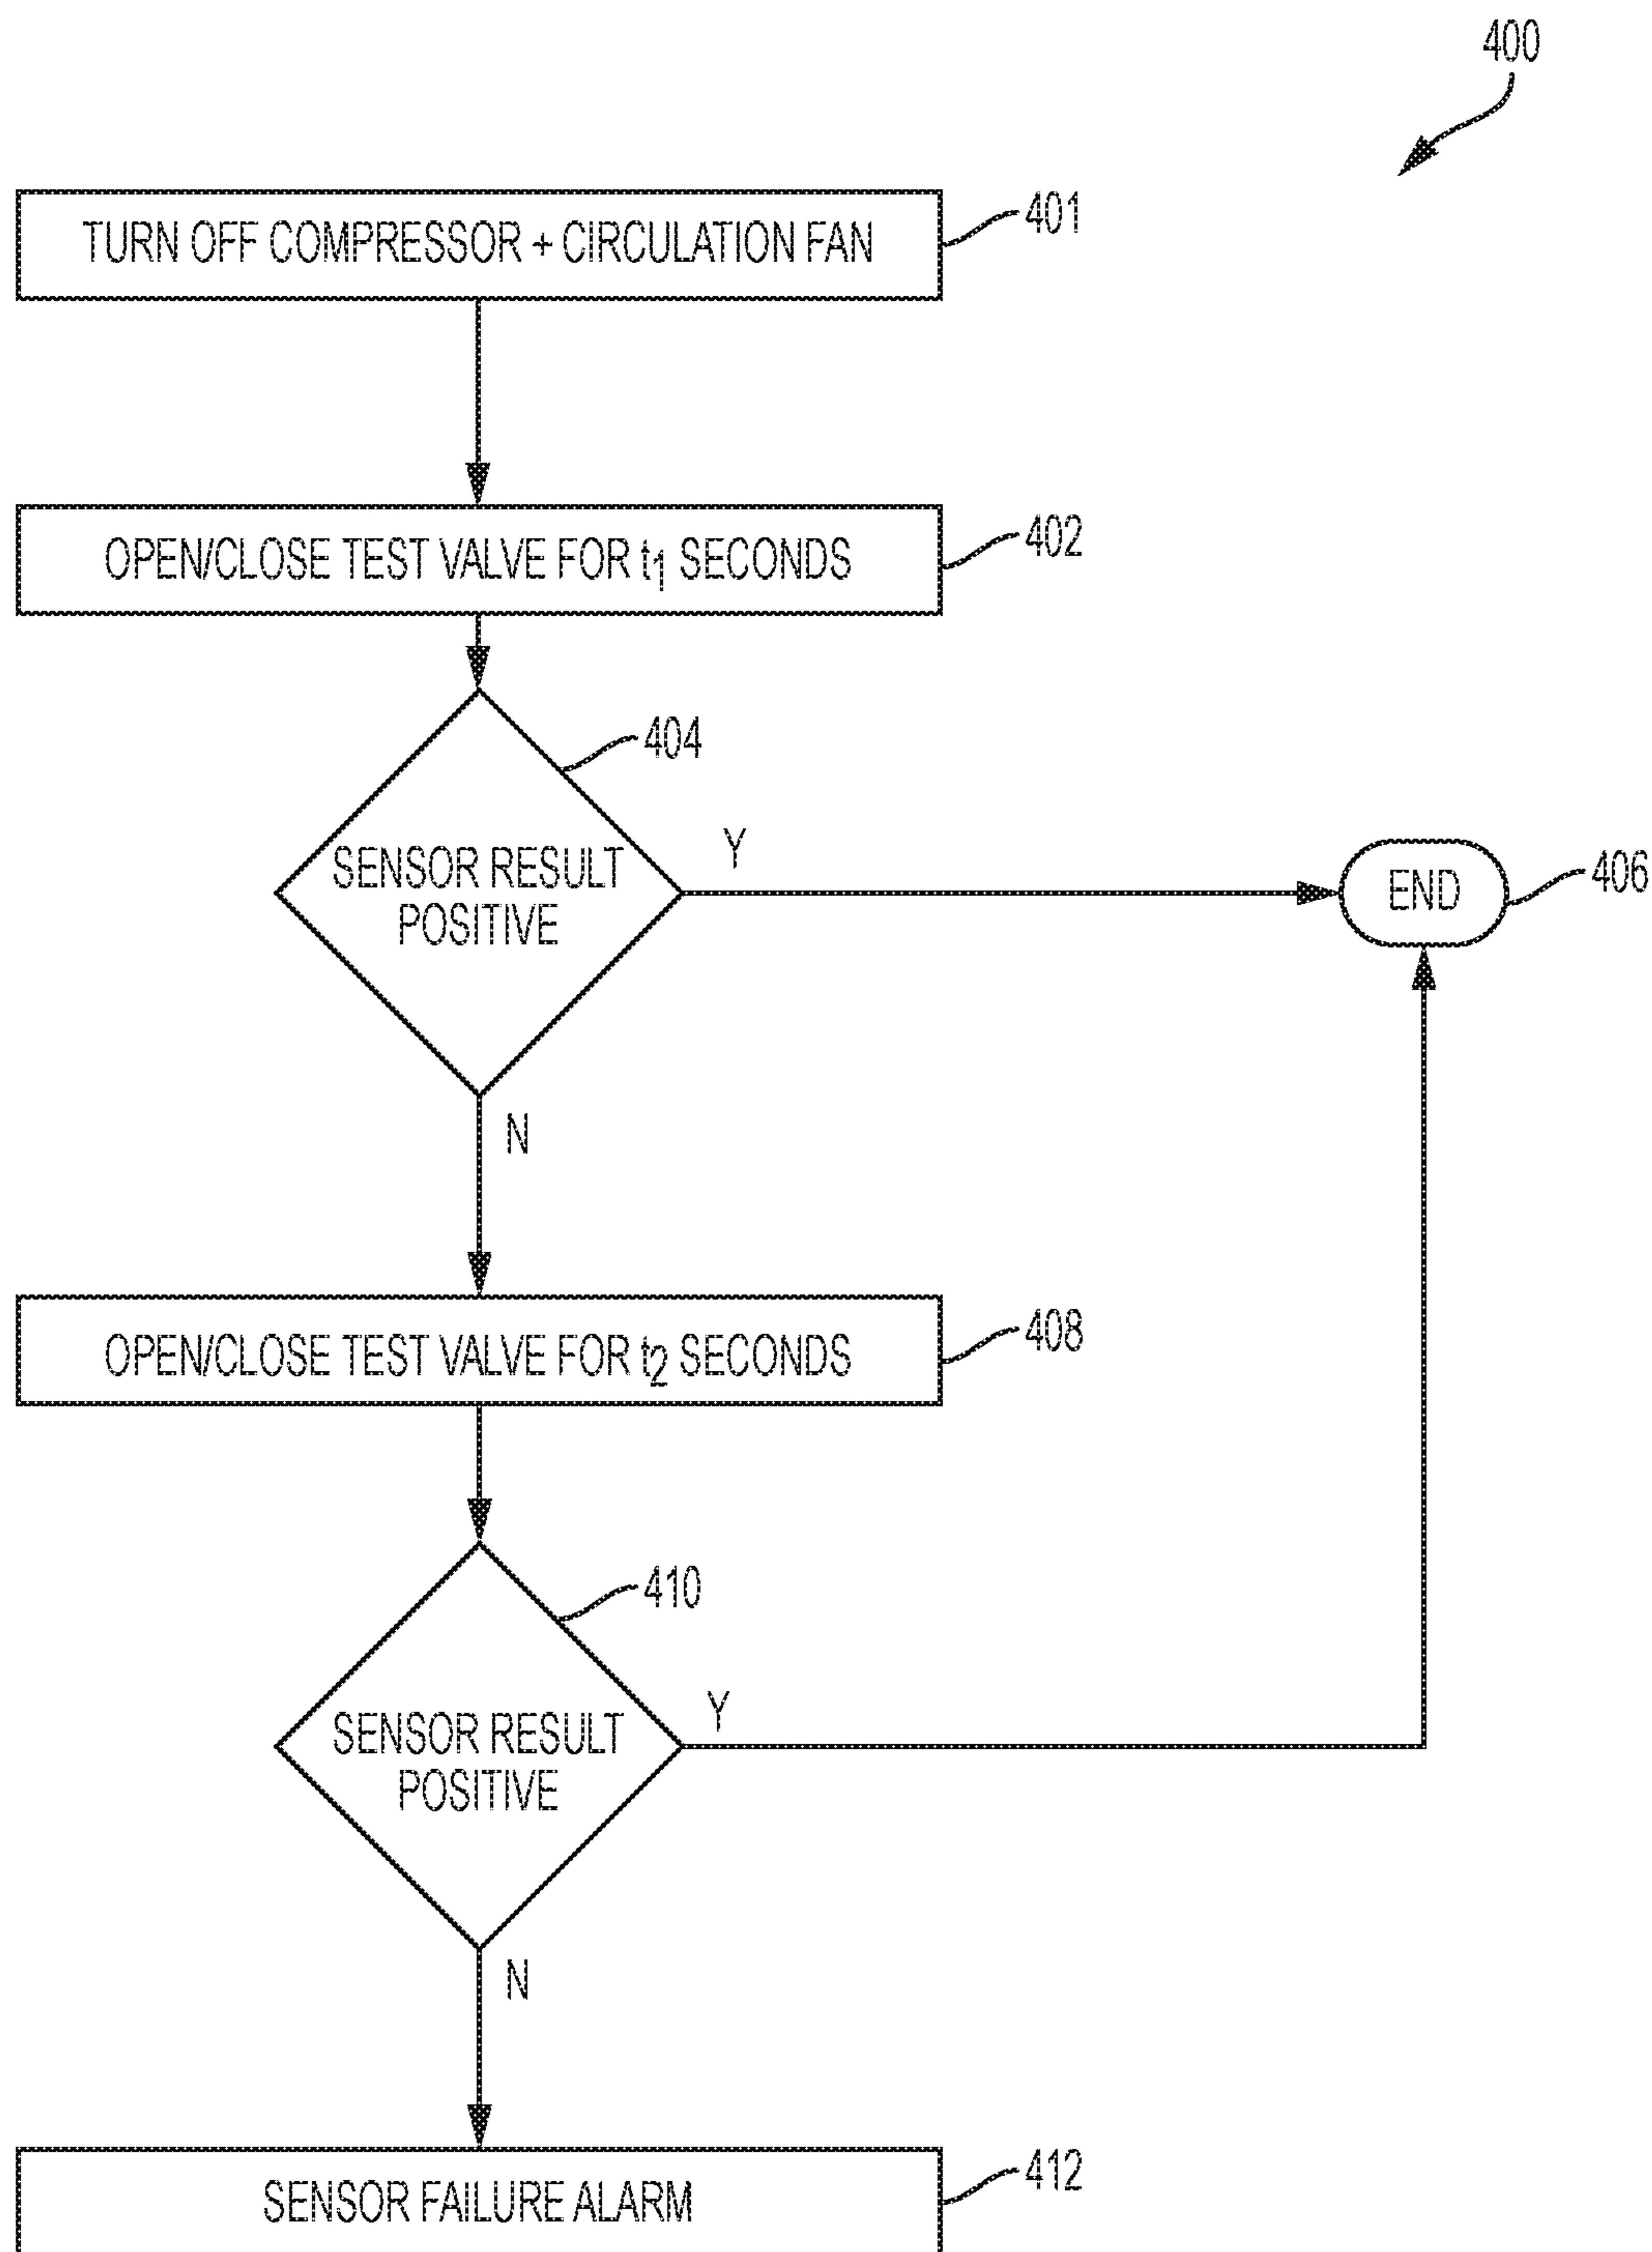 400
TURN OFF COMPRESSOR + CIRCULATION FAN
401
OPEN/CLOSE TEST VALVE FOR t1 SECONDS
402
404
SENSOR RESULT
POSITIVE
Y
END
406
N
OPEN/CLOSE TEST VALVE FOR t2 SECONDS
408
410
SENSOR RESULT
POSITIVE
Y
N
SENSOR FAILURE ALARM
412